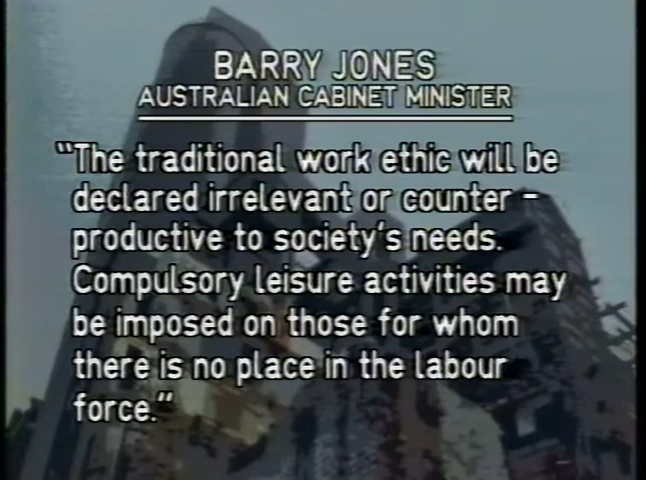 BARRY JONES
AUSTRALIAN CABINET MINISTER
"The traditional work ethic will be
declared irrelevant or counter -
productive to society's needs.
Compulsory leisure activities may
be imposed on those for whom
there is no place in the labour
force."